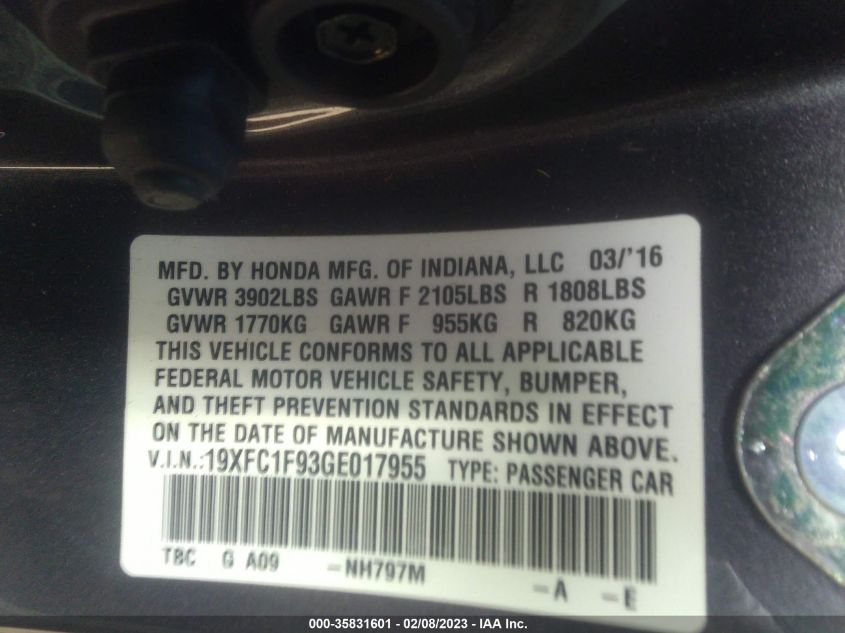 MFD. BY HONDA MFG. OF INDIANA, LLC 03/'16
GVWR 3902LBS GAWR F 2105LBS R 1808LBS
GVWR 1770KG GAWR F 955KG R 820KG
THIS VEHICLE CONFORMS TO ALL APPLICABLE
FEDERAL MOTOR VEHICLE SAFETY, BUMPER,
AND THEFT PREVENTION STANDARDS IN EFFECT
ON THE DATE OF MANUFACTURE SHOWN ABOVE.
V.I.N.:19XFC1F93GE017955 TYPE: PASSENGER CAR
TBC G A09 -NH797M -A -E
000-35831601 - 02/08/2023 - IAA Inc.